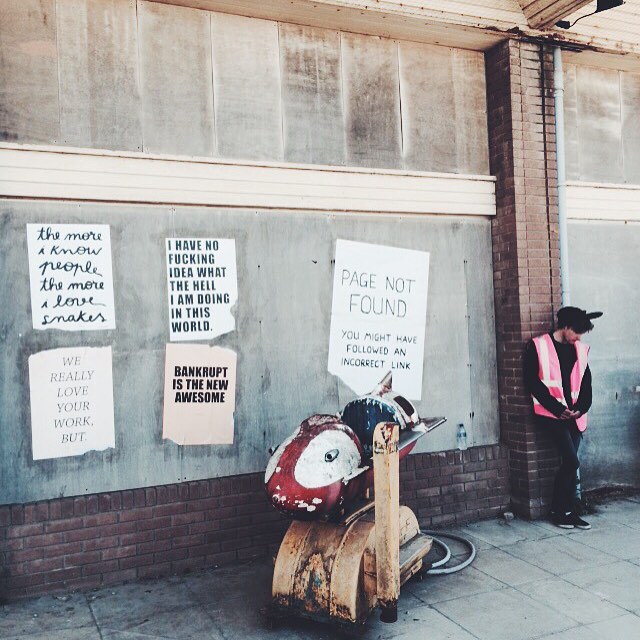 the more
i know
people
the more
i love
snakes
I HAVE NO
FUCKING
IDEA WHAT
THE HELL
I AM DOING
IN THIS
WORLD.
WE
REALLY
LOVE
YOUR
WORK,
BUT.
BANKRUPT
IS THE NEW
AWESOME
PAGE NOT
FOUND
YOU MIGHT HAVE
FOLLOWED AN
INCORRECT LINK